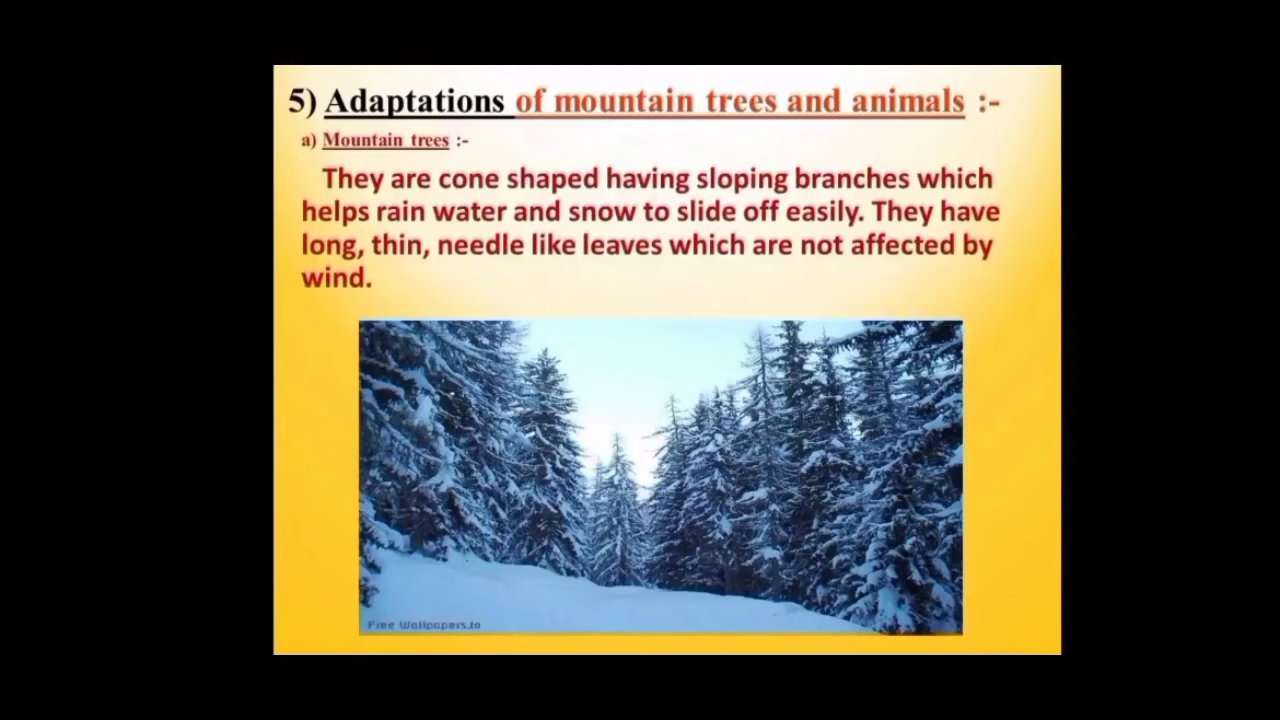 5) Adaptations of mountain trees and animals :-
a) Mountain trees :-
They are cone shaped having sloping branches which
helps rain water and snow to slide off easily. They have
long, thin, needle like leaves which are not affected by
wind.
Free Wallpapers.to